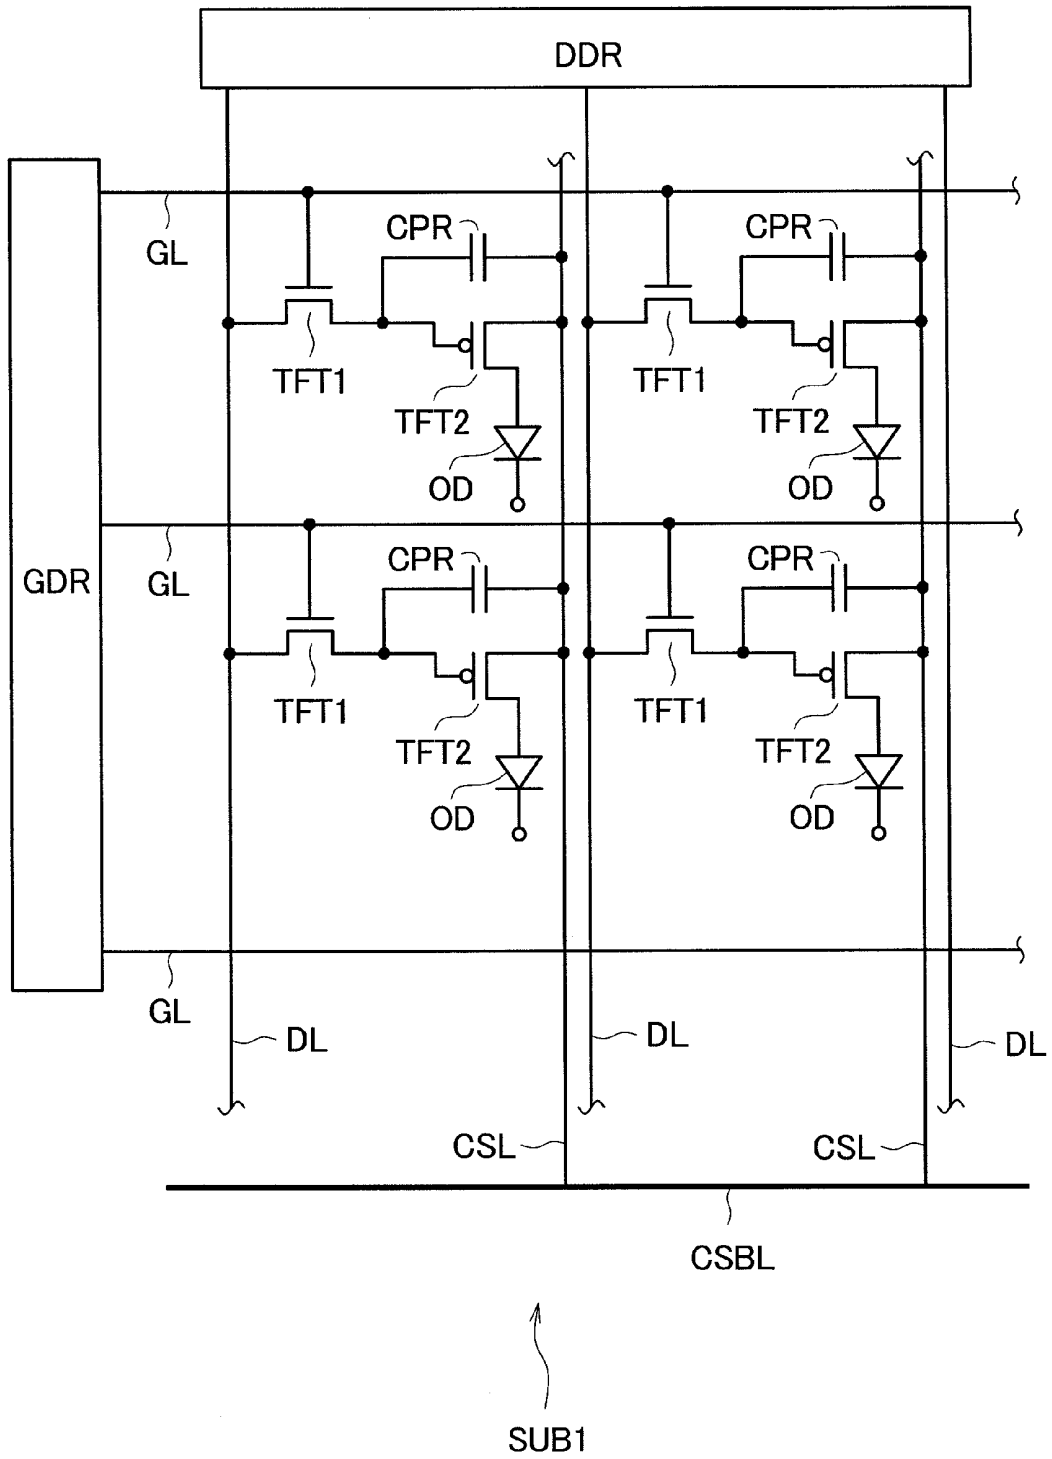 DDR
CPR CPR
GL
TFT1 TFT1
TFT2 TFT2
OD OD
CPR CPR
GDR GL
TFT1 TFT1
TFT2 TFT2
OD OD
GL
DL DL DL
CSL CSL
CSBL
SUB1